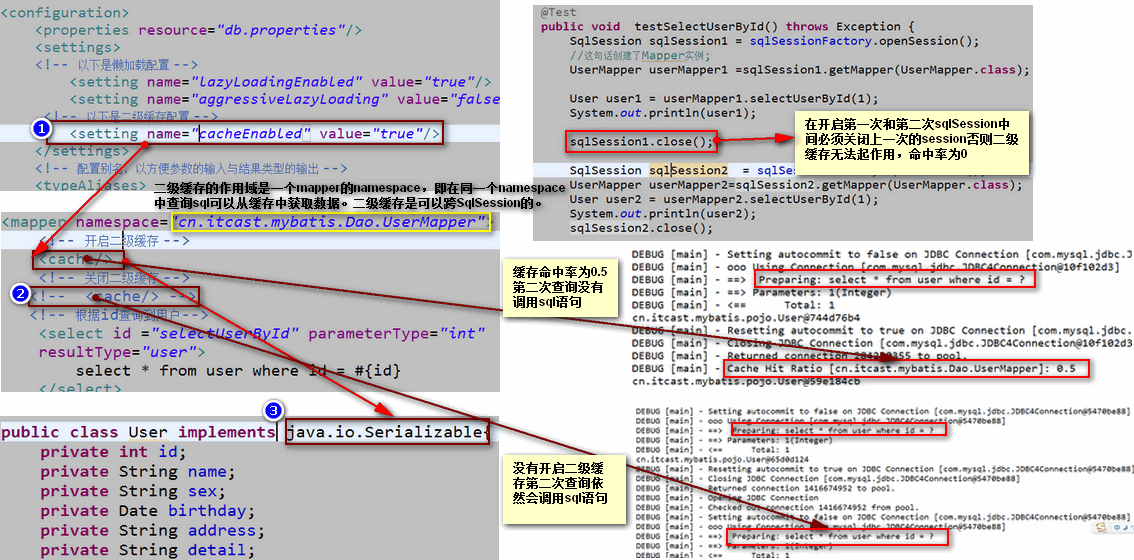 <configuration>
<properties resource="db.properties"/>
<settings>
<!-- 以下是懒加载配置 -->
<setting name="lazyLoadingEnabled" value="true"/>
<setting name="aggressiveLazyLoading" value="false
<!-- 以下是二级缓存配置 -->
1
<setting name="cacheEnabled" value="true"/>
</settings>
<!-- 配置别名，以方便参数的输入与结果类型的输出 -->
<typeAliases>
二级缓存的作用域是一个mapper的namespace，即在同一个namespace
中查询sql可以从缓存中获取数据。二级缓存是可以跨SqlSession的。
<mapper namespace="cn.itcast.mybatis.Dao.UserMapper">
<!-- 开启二级缓存 -->
<cache/>
<!-- 关闭二级缓存 -->
2
<!-- <cache/> -->
<!-- 根据id查询到用户-->
<select id ="selectUserById" parameterType="int"
resultType="user">
select * from user where id = #{id}
</select>
3
public class User implements java.io.Serializable{
private int id;
private String name;
private String sex;
private Date birthday;
private String address;
private String detail;
@Test
public void testSelectUserById() throws Exception {
SqlSession sqlSession1 = sqlSessionFactory.openSession();
//这句话创建了Mapper实例;
UserMapper userMapper1 =sqlSession1.getMapper(UserMapper.class);
User user1 = userMapper1.selectUserById(1);
System.out.println(user1);
sqlSession1.close();
在开启第一次和第二次sqlSession中
间必须关闭上一次的session否则二级
缓存无法起作用，命中率为0
SqlSession sqlSession2 = sqlS
UserMapper userMapper2=sqlSession2.getMapper(UserMapper.class);
User user2 = userMapper2.selectUserById(1);
System.out.println(user2);
sqlSession2.close();
缓存命中率为0.5
第二次查询没有
调用sql语句
DEBUG [main] - Setting autocommit to false on JDBC Connection [com.mysql.jdbc.
DEBUG [main] - ooo Using Connection [com.mysql.jdbc.JDBC4Connection@10f102d3]
DEBUG [main] - ==> Preparing: select * from user where id = ?
DEBUG [main] - ==> Parameters: 1(Integer)
DEBUG [main] - <== Total: 1
cn.itcast.mybatis.pojo.User@744d76b4
DEBUG [main] - Resetting autocommit to true on JDBC Connection [com.mysql.jdbc.
DEBUG [main] - Closing JDBC Connection [com.mysql.jdbc.JDBC4Connection@10f102d3
DEBUG [main] - Returned connection to pool.
DEBUG [main] - Cache Hit Ratio [cn.itcast.mybatis.Dao.UserMapper]: 0.5
cn.itcast.mybatis.pojo.User@59e184cb
没有开启二级缓
存第二次查询依
然会调用sql语句
DEBUG [main] - Setting autocommit to false on JDBC Connection [com.mysql.jdbc.JDBC4Connection@5470be88]
DEBUG [main] - ooo Using Connection [com.mysql.jdbc.JDBC4Connection@5470be88]
DEBUG [main] - ==> Preparing: select * from user where id = ?
DEBUG [main] - ==> Parameters: 1(Integer)
DEBUG [main] - <== Total: 1
cn.itcast.mybatis.pojo.User@65d0d124
DEBUG [main] - Resetting autocommit to true on JDBC Connection [com.mysql.jdbc.JDBC4Connection@5470be88]
DEBUG [main] - Closing JDBC Connection [com.mysql.jdbc.JDBC4Connection@5470be88]
DEBUG [main] - Returned connection 1416674952 to pool.
DEBUG [main] - Opening JDBC Connection
DEBUG [main] - Checked out connection 1416674952 from pool.
DEBUG [main] - Setting autocommit to false on JDBC Connection [com.mysql.jdbc.JDBC4Connection@5470be88]
DEBUG [main] - ooo Using Connection [com.mysql.jdbc.JDBC4Connection@5470be88]
DEBUG [main] - ==> Preparing: select * from user where id = ?
DEBUG [main] - ==> Parameters: 1(Integer)
DEBUG [main] - <== Total: 1